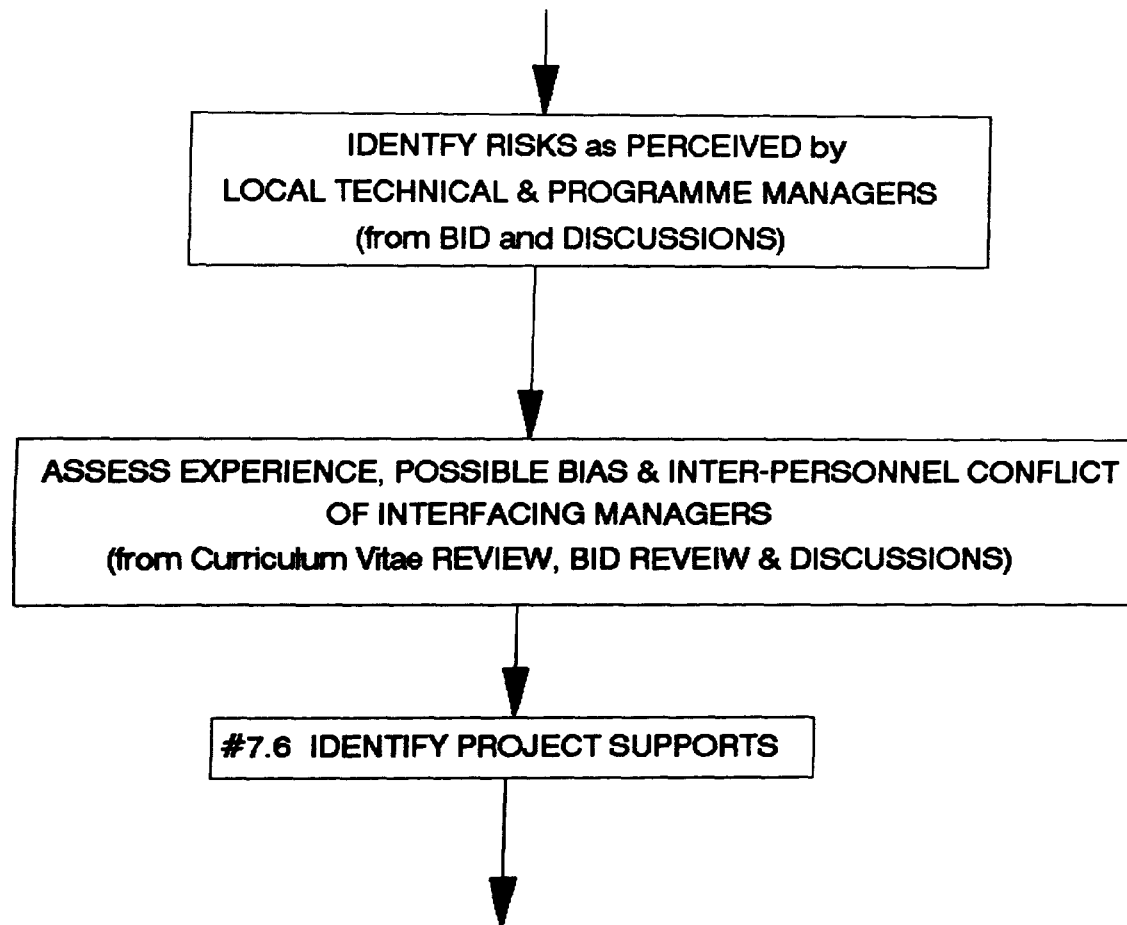 IDENTFY RISKS as PERCEIVED by
LOCAL TECHNICAL & PROGRAMME MANAGERS
(from BID and DISCUSSIONS)
ASSESS EXPERIENCE, POSSIBLE BIAS & INTER-PERSONNEL CONFLICT
OF INTERFACING MANAGERS
(from Curriculum Vitae REVIEW, BID REVEIW & DISCUSSIONS)
#7.6 IDENTIFY PROJECT SUPPORTS